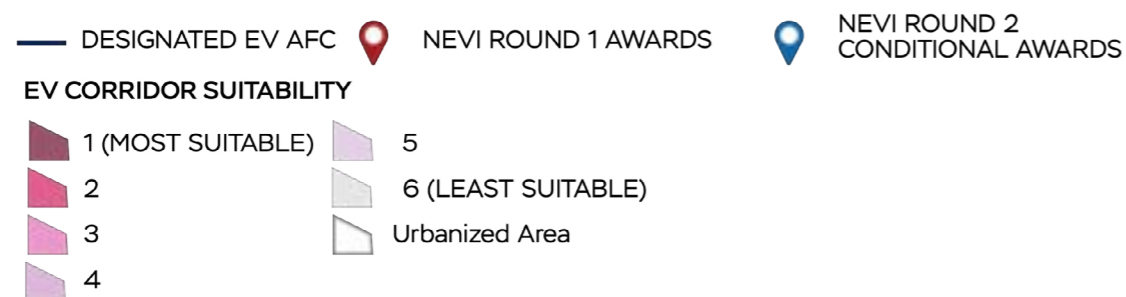 DESIGNATED EV AFC
NEVI ROUND 1 AWARDS
NEVI ROUND 2
CONDITIONAL AWARDS
EV CORRIDOR SUITABILITY
1 (MOST SUITABLE)
2
3
4
5
6 (LEAST SUITABLE)
Urbanized Area